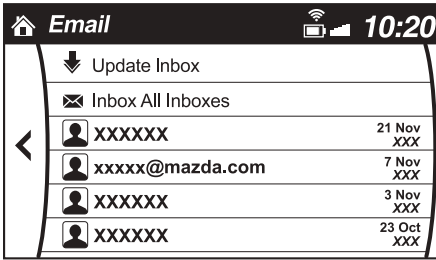 Email 10:20
Update Inbox
Inbox All Inboxes
XXXXXX 21 Nov
XXX
xxxxx@mazda.com 7 Nov
XXX
XXXXXX 3 Nov
XXX
XXXXXX 23 Oct
XXX